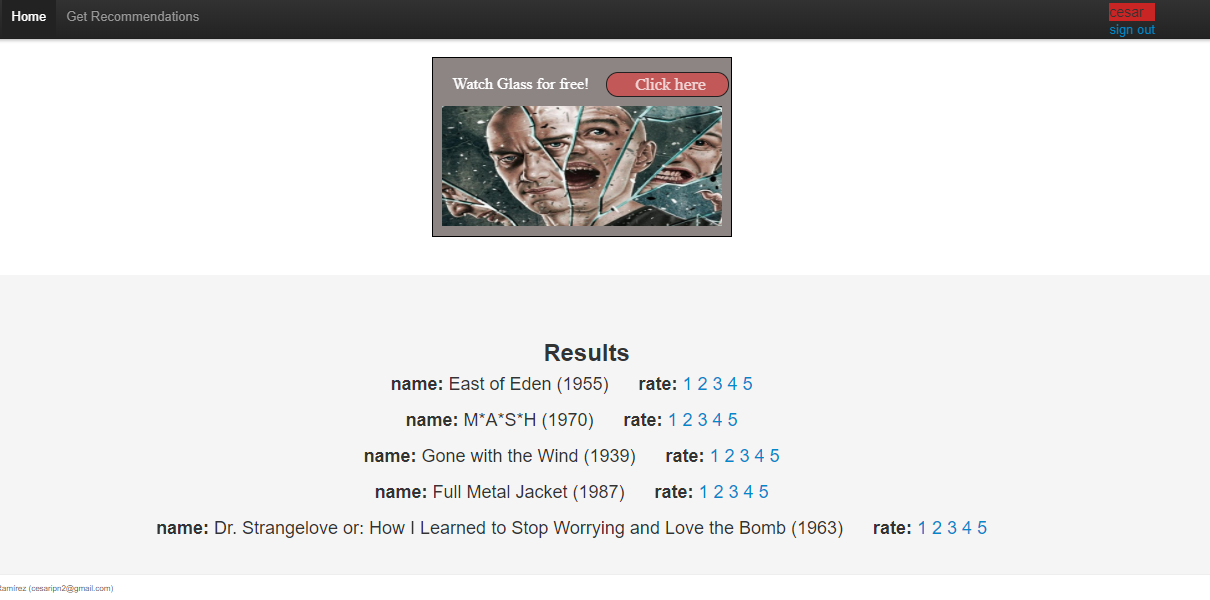 Home Get Recommendations cesar
sign out
Watch Glass for free! Click here
Results
name: East of Eden (1955) rate: 1 2 3 4 5
name: M*A*S*H (1970) rate: 1 2 3 4 5
name: Gone with the Wind (1939) rate: 1 2 3 4 5
name: Full Metal Jacket (1987) rate: 1 2 3 4 5
name: Dr. Strangelove or: How I Learned to Stop Worrying and Love the Bomb (1963) rate: 1 2 3 4 5
Ramírez (cesaripn2@gmail.com)